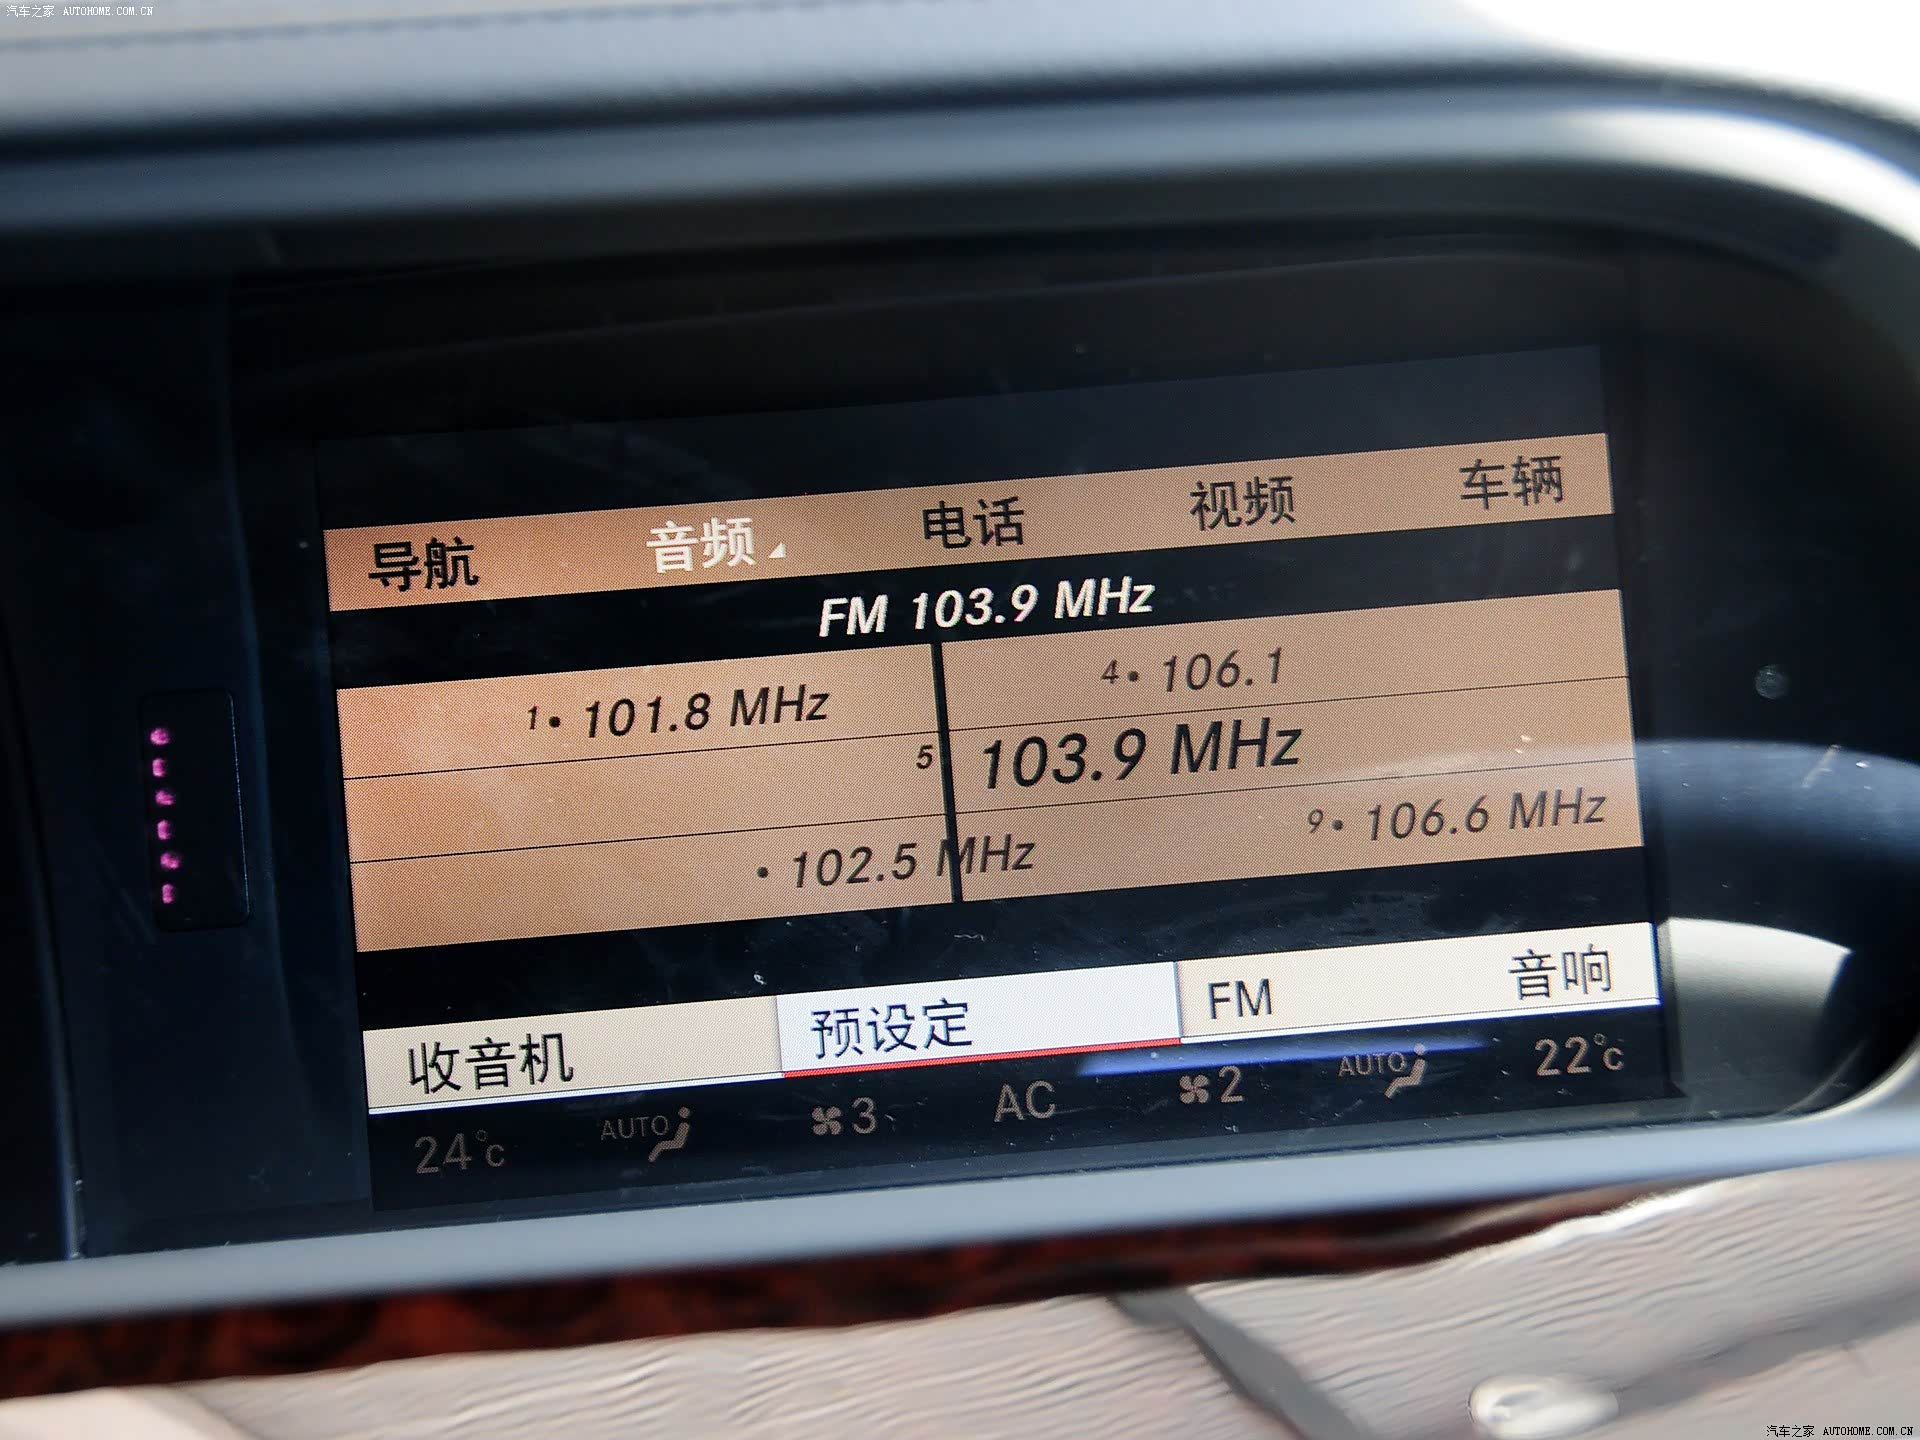 汽车之家 AUTOHOME.COM.CN
导航 音频 电话 视频 车辆
FM 103.9 MHz
1• 101.8 MHz 4• 106.1
5 103.9 MHz
• 102.5 MHz 9• 106.6 MHz
收音机 预设定 FM 音响
24°c AUTO 3 AC 2 AUTO 22°c
汽车之家 AUTOHOME.COM.CN